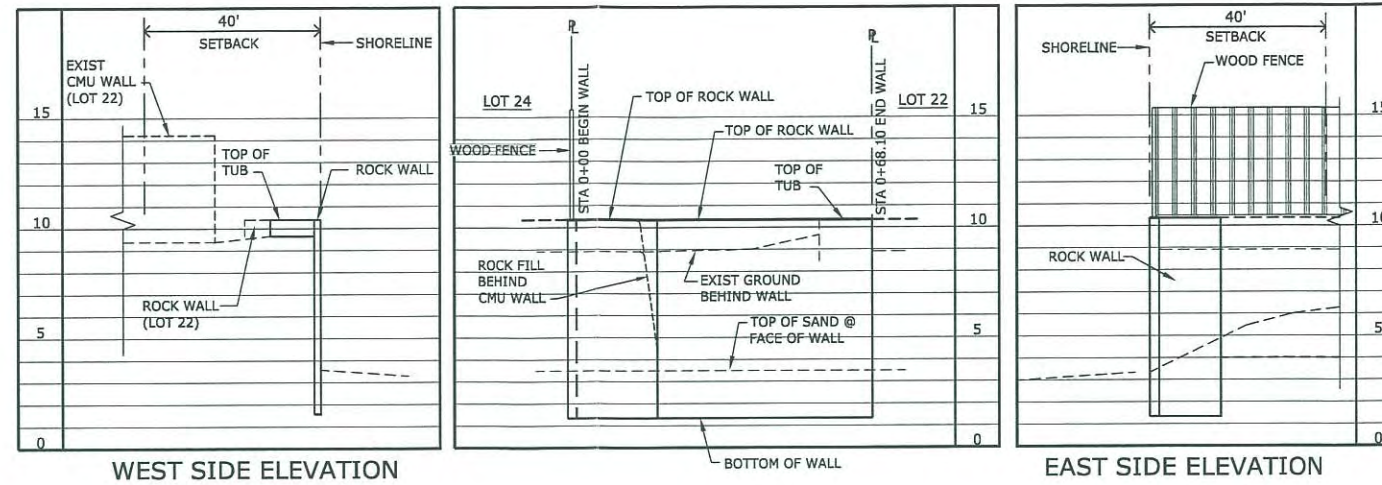 40'
SETBACK
SHORELINE
EXIST
CMU WALL
(LOT 22)
15
TOP OF
TUB
ROCK WALL
10
ROCK WALL
(LOT 22)
5
0
WEST SIDE ELEVATION
PL
PL
LOT 24
TOP OF ROCK WALL
LOT 22
15
TOP OF ROCK WALL
WOOD FENCE
STA 0+00 BEGIN WALL
TOP OF
TUB
STA 0+68.10 END WALL
10
ROCK FILL
BEHIND
CMU WALL
EXIST GROUND
BEHIND WALL
TOP OF SAND @
FACE OF WALL
5
0
BOTTOM OF WALL
40'
SETBACK
SHORELINE
WOOD FENCE
15
10
ROCK WALL
5
0
EAST SIDE ELEVATION